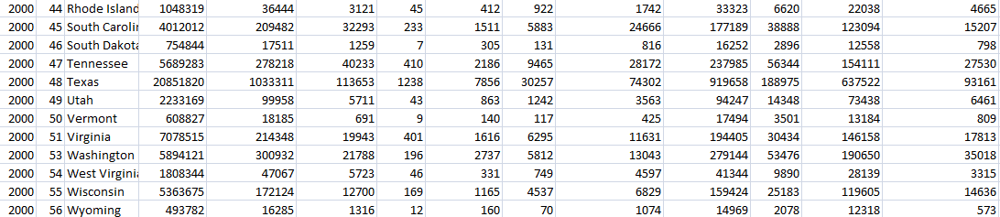 2000 44 Rhode Island 1048319 36444 3121 45 412 922 1742 33323 6620 22038 4665
2000 45 South Caroli 4012012 209482 32293 233 1511 5883 24666 177189 38888 123094 15207
2000 46 South Dakota 754844 17511 1259 7 305 131 816 16252 2896 12558 798
2000 47 Tennessee 5689283 278218 40233 410 2186 9465 28172 237985 56344 154111 27530
2000 48 Texas 20851820 1033311 113653 1238 7856 30257 74302 919658 188975 637522 93161
2000 49 Utah 2233169 99958 5711 43 863 1242 3563 94247 14348 73438 6461
2000 50 Vermont 608827 18185 691 9 140 117 425 17494 3501 13184 809
2000 51 Virginia 7078515 214348 19943 401 1616 6295 11631 194405 30434 146158 17813
2000 53 Washington 5894121 300932 21788 196 2737 5812 13043 279144 53476 190650 35018
2000 54 West Virginia 1808344 47067 5723 46 331 749 4597 41344 9890 28139 3315
2000 55 Wisconsin 5363675 172124 12700 169 1165 4537 6829 159424 25183 119605 14636
2000 56 Wyoming 493782 16285 1316 12 160 70 1074 14969 2078 12318 573